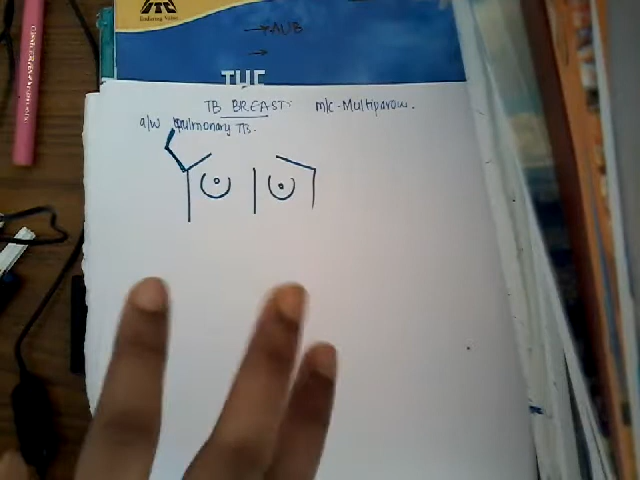 → AUB
→
THE
TB BREAST: m/c - Multiparous.
a/w pulmonary TB.